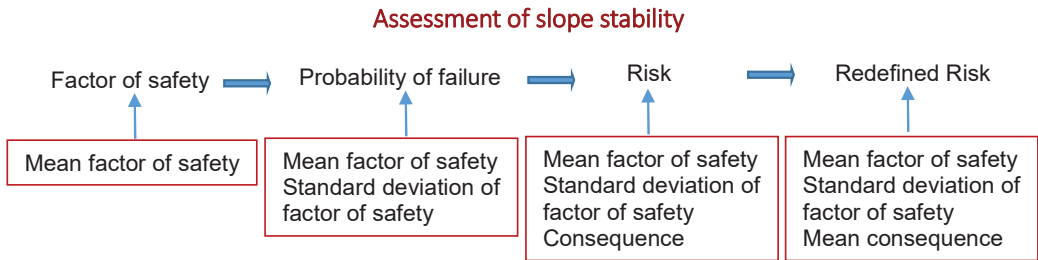 Assessment of slope stability
Factor of safety
Probability of failure
Risk
Redefined Risk
Mean factor of safety
Mean factor of safety
Standard deviation of
factor of safety
Mean factor of safety
Standard deviation of
factor of safety
Consequence
Mean factor of safety
Standard deviation of
factor of safety
Mean consequence